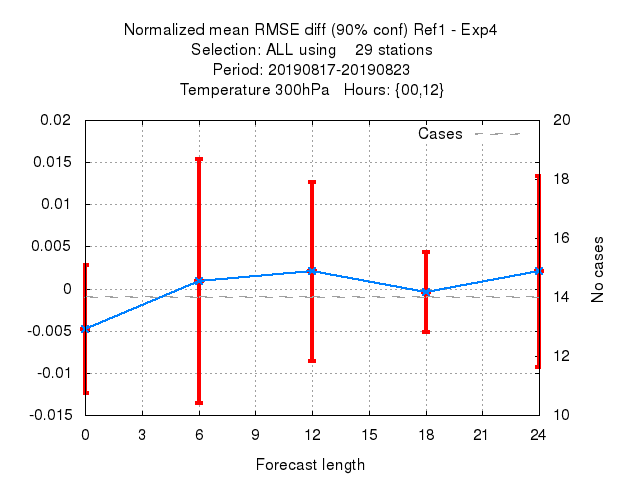 Normalized mean RMSE diff (90% conf) Ref1 - Exp4
Selection: ALL using    29 stations
Period: 20190817-20190823
Temperature 300hPa   Hours: {00,12}
Cases
0.02
0.015
0.01
0.005
0
-0.005
-0.01
-0.015
20
18
16
14
12
10
No cases
0 3 6 9 12 15 18 21 24
Forecast length